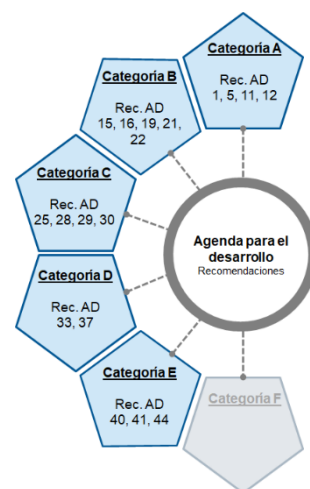 Categoría A
Rec. AD
1, 5, 11, 12
Categoría B
Rec. AD
15, 16, 19, 21,
22
Categoría C
Rec. AD
25, 28, 29, 30
Categoría D
Rec. AD
33, 37
Categoría E
Rec. AD
40, 41, 44
Categoría F
Agenda para el
desarrollo
Recomendaciones